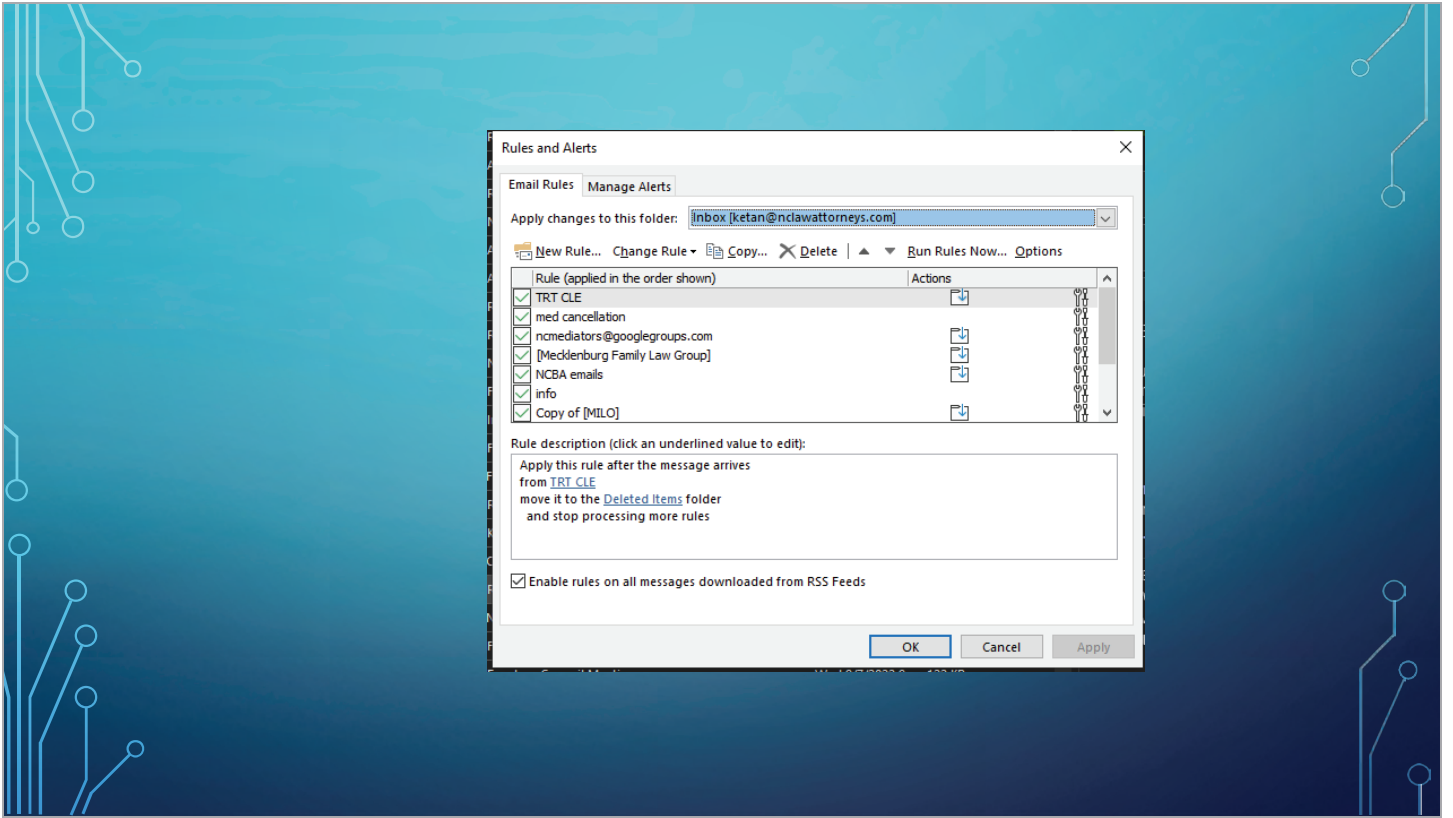 Rules and Alerts
Email Rules
Manage Alerts
Apply changes to this folder:
Inbox [ketan@nclawattorneys.com]
New Rule... Change Rule Copy... Delete Run Rules Now... Options
Rule (applied in the order shown) Actions
TRT CLE
med cancellation
ncmediators@googlegroups.com
[Mecklenburg Family Law Group]
NCBA emails
info
Copy of [MILO]
Rule description (click an underlined value to edit):
Apply this rule after the message arrives
from TRT CLE
move it to the Deleted Items folder
and stop processing more rules
Enable rules on all messages downloaded from RSS Feeds
OK Cancel Apply